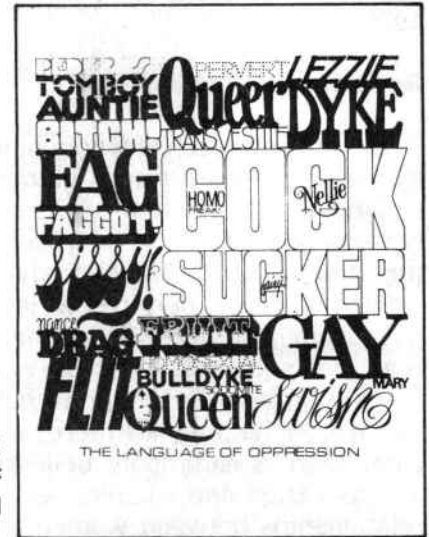 PERVERT
LEZZIE
TOMBOY
AUNTIE
Queer
DYKE
BITCH!
TRANSVESTITE
FAG
COCK
HOMO
FREAK!
Nellie
FAGGOT!
Sissy!
SUCKER
nance
DRAG
FRUIT
GAY
HOMOSEXUAL
FLIT
BULLDYKE
SODOMITE
MARY
Queen
Swish
THE LANGUAGE OF OPPRESSION